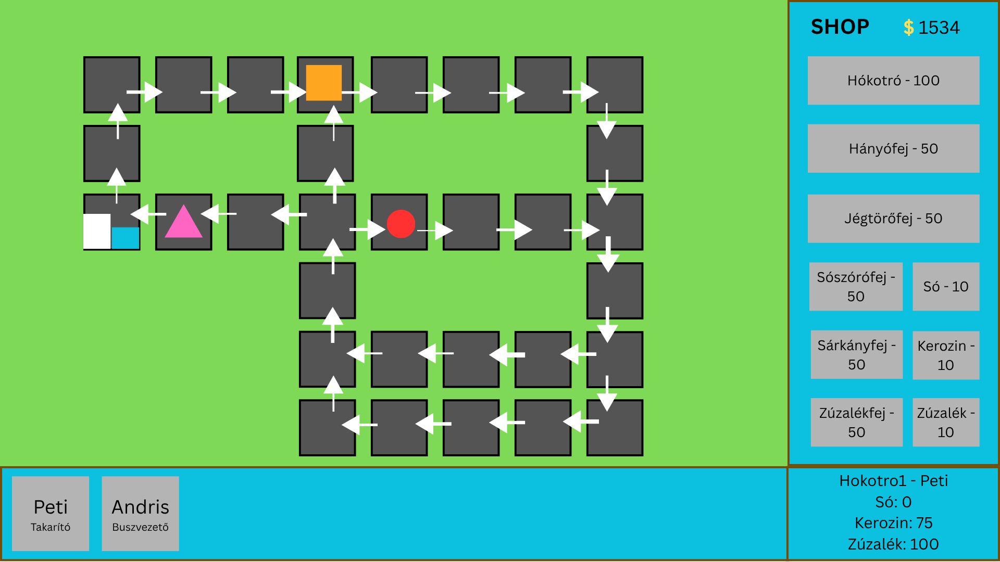 SHOP $ 1534
Hókotró - 100
Hányófej - 50
Jégtörőfej - 50
Sószórófej -
50
Só - 10
Sárkányfej -
50
Kerozin -
10
Zúzalékfej -
50
Zúzalék -
10
Peti
Takarító
Andris
Buszvezető
Hokotro1 - Peti
Só: 0
Kerozin: 75
Zúzalék: 100